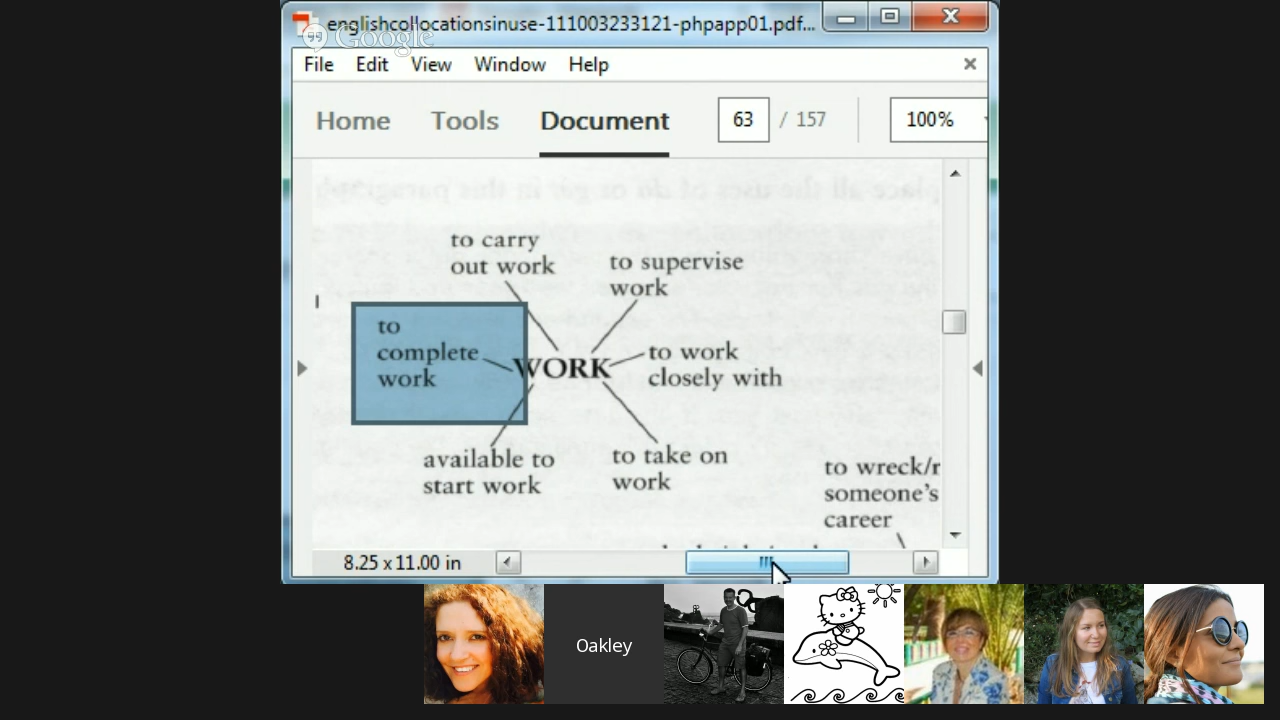 englishcollocationsinuse-111003233121-phpapp01.pdf...
Google
File Edit View Window Help
Home Tools Document 63 / 157 100%
to carry
out work
to supervise
work
to
complete
work
WORK
to work
closely with
available to
start work
to take on
work
to wreck/r
someone's
career
8.25 x 11.00 in
Oakley